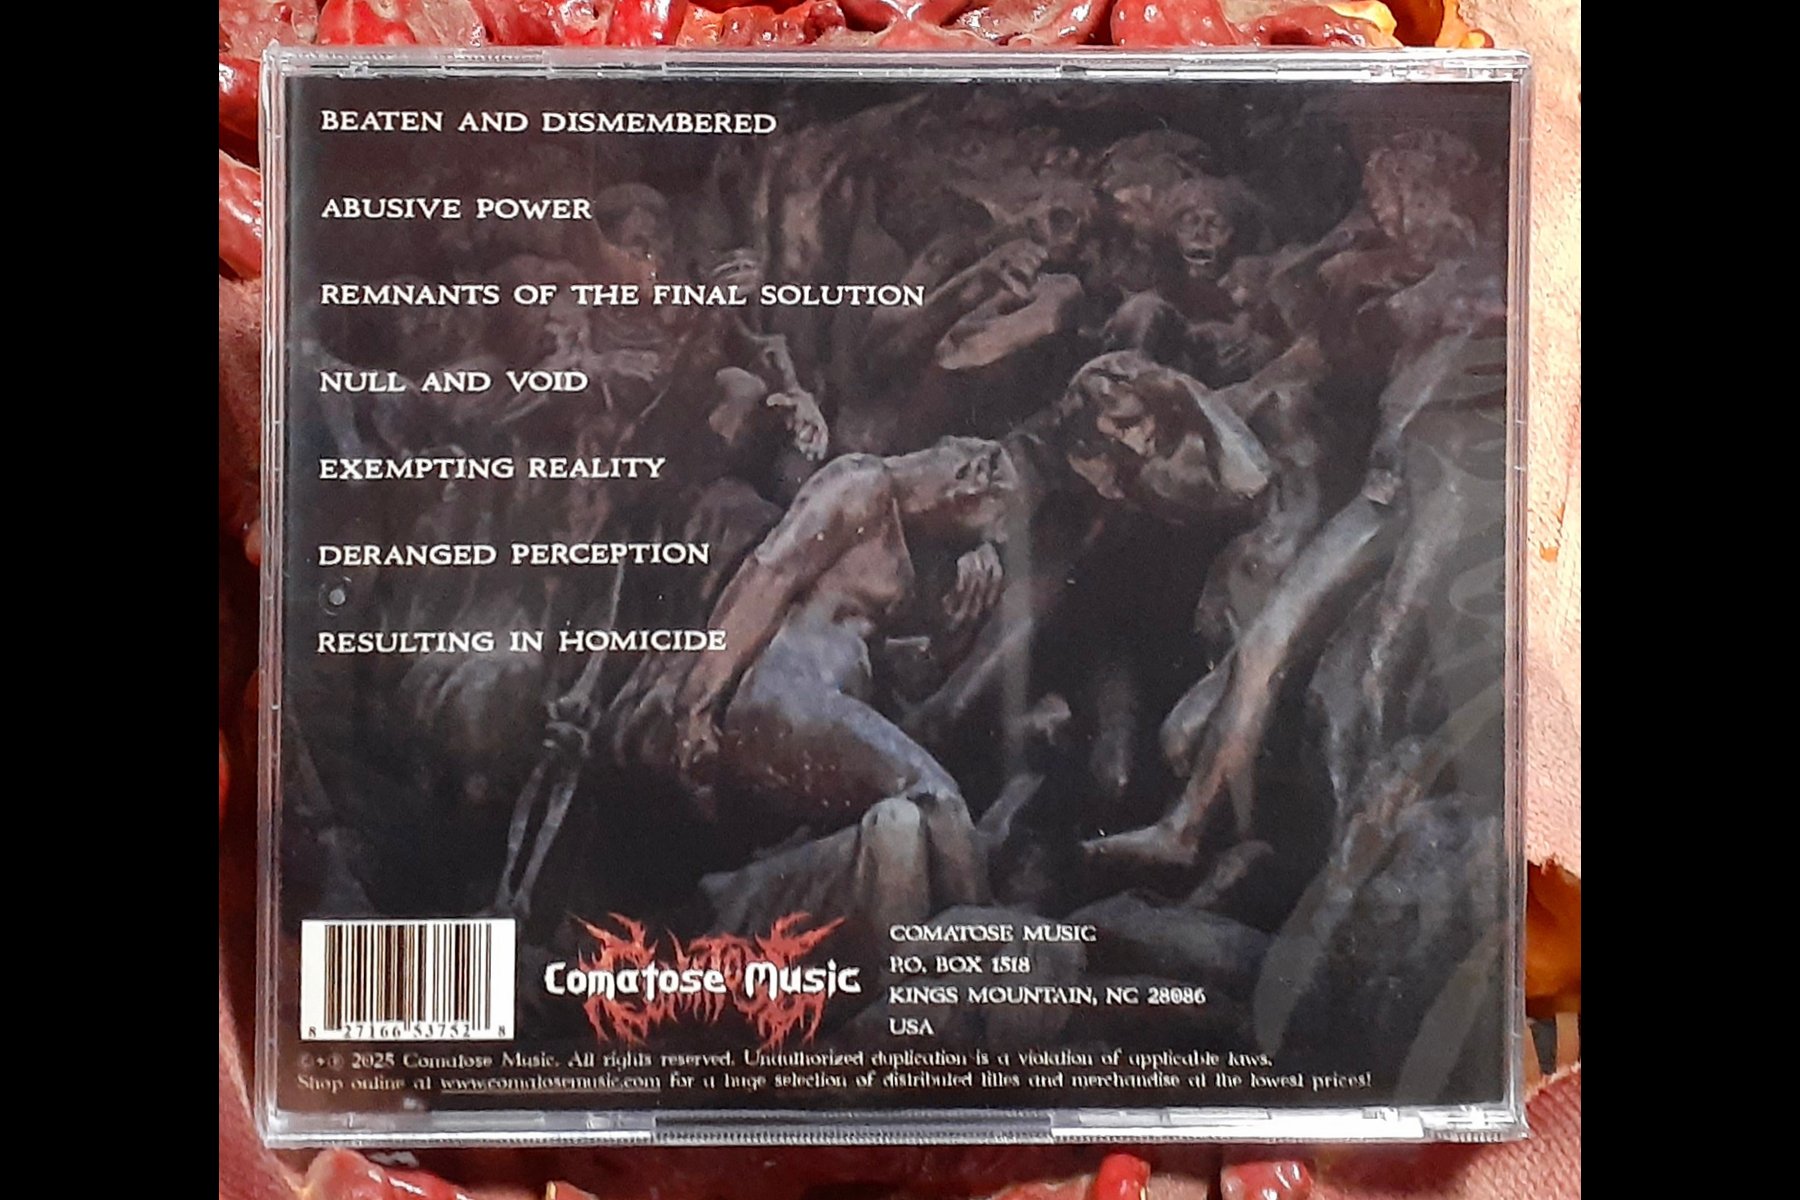 BEATEN AND DISMEMBERED
ABUSIVE POWER
REMNANTS OF THE FINAL SOLUTION
NULL AND VOID
EXEMPTING REALITY
DERANGED PERCEPTION
RESULTING IN HOMICIDE
8 27166 53752 8
Comatose Music
COMATOSE MUSIC
P.O. BOX 1518
KINGS MOUNTAIN, NC 28086
USA
©+℗ 2025 Comatose Music. All rights reserved. Unauthorized duplication is a violation of applicable laws.
Shop online at www.comatosemusic.com for a huge selection of distributed titles and merchandise at the lowest prices!